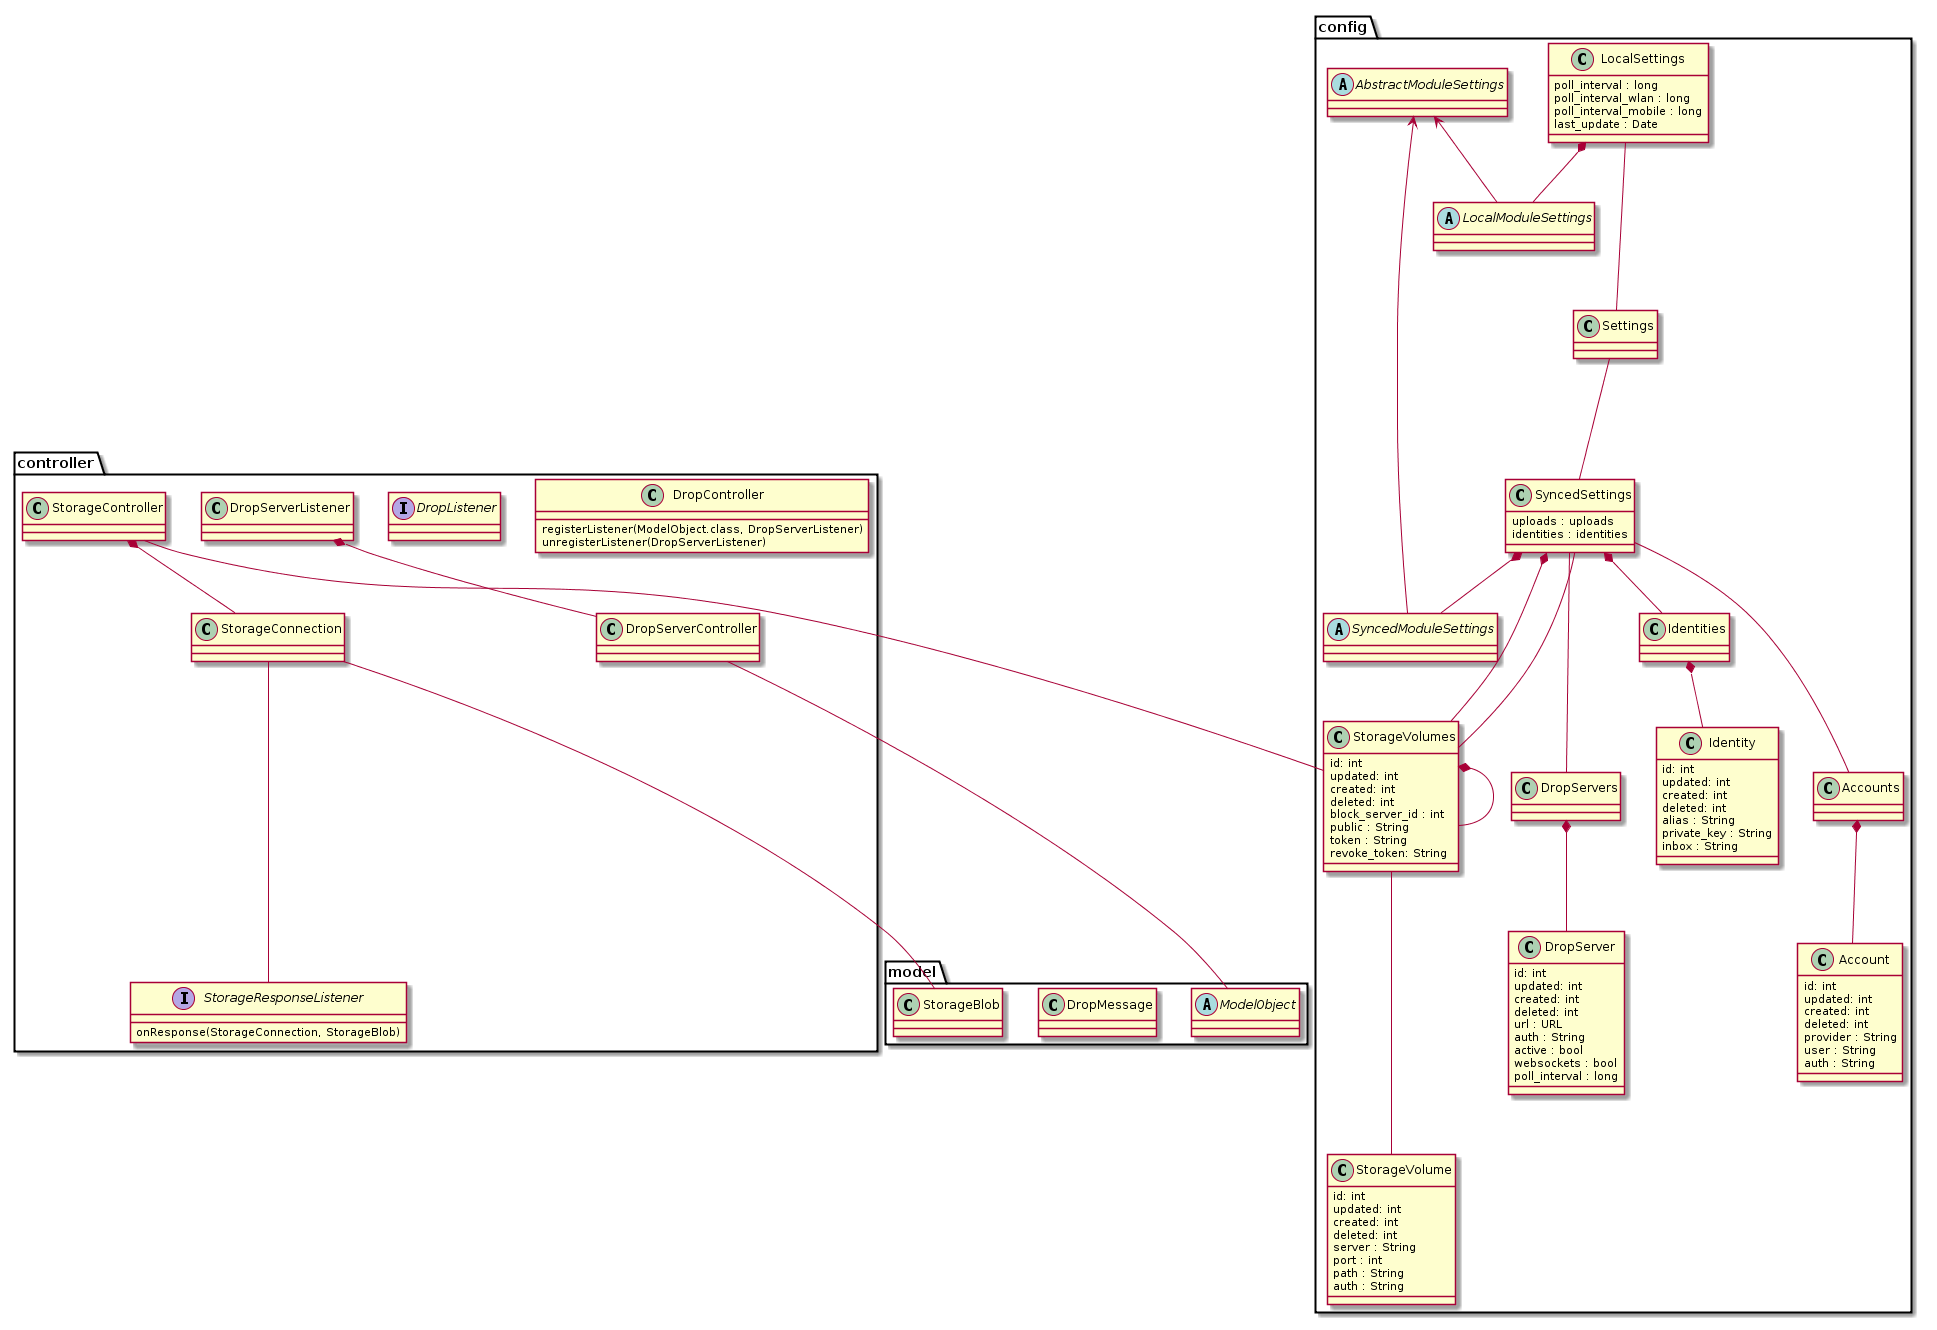 config
A AbstractModuleSettings
C LocalSettings
poll_interval : long
poll_interval_wlan : long
poll_interval_mobile : long
last_update : Date
A LocalModuleSettings
C Settings
C SyncedSettings
uploads : uploads
identities : identities
A SyncedModuleSettings
C Identities
C StorageVolumes
id: int
updated: int
created: int
deleted: int
block_server_id : int
public : String
token : String
revoke_token: String
C DropServers
C Identity
id: int
updated: int
created: int
deleted: int
alias : String
private_key : String
inbox : String
C Accounts
C DropServer
id: int
updated: int
created: int
deleted: int
url : URL
auth : String
active : bool
websockets : bool
poll_interval : long
C Account
id: int
updated: int
created: int
deleted: int
provider : String
user : String
auth : String
C StorageVolume
id: int
updated: int
created: int
deleted: int
server : String
port : int
path : String
auth : String
controller
C StorageController
C DropServerListener
I DropListener
C DropController
registerListener(ModelObject.class, DropServerListener)
unregisterListener(DropServerListener)
C StorageConnection
C DropServerController
I StorageResponseListener
onResponse(StorageConnection, StorageBlob)
model
C StorageBlob
C DropMessage
A ModelObject